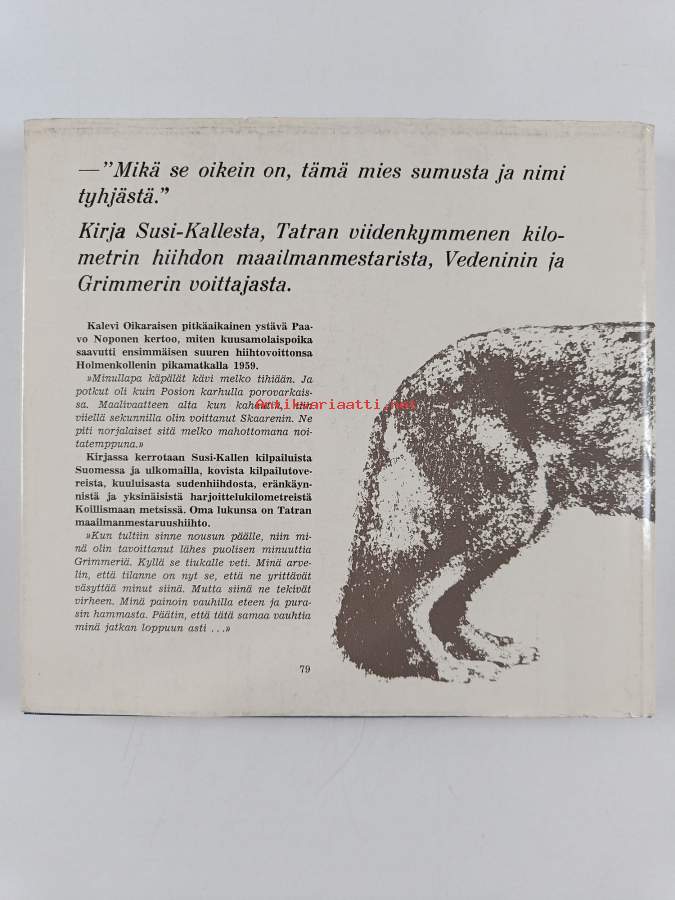 —"Mikä se oikein on, tämä mies sumusta ja nimi
tyhjästä."
Kirja Susi-Kallesta, Tatran viidenkymmenen kilo-
metrin hiihdon maailmanmestarista, Vedeninin ja
Grimmerin voittajasta.
Kalevi Oikaraisen pitkäaikainen ystävä Paa-
vo Noponen kertoo, miten kuusamolaispoika
saavutti ensimmäisen suuren hiihtovoittonsa
Holmenkollenin pikamatkalla 1959.
»Minullapa käpälät kävi melko tihiään. Ja
potkut oli kuin Posion karhulla porovarkais-
sa. Maalivaatteen alta kun
viiellä sekunnilla olin voittanut Skaarenin. Ne
piti norjalaiset sitä melko mahottomana noi-
tatemppuna.»
Kirjassa kerrotaan Susi-Kallen kilpailuista
Suomessa ja ulkomailla, kovista kilpailutove-
reista, kuuluisasta sudenhiihdosta, eränkäyn-
nistä ja yksinäisistä harjoittelukilometreistä
Koillismaan metsissä. Oma lukunsa on Tatran
maailmanmestaruushiihto.
»Kun tultiin sinne nousun päälle, niin mi-
nä olin tavoittanut lähes puolisen minuuttia
Grimmeriä. Kyllä se tiukalle veti. Minä arve-
lin, että tilanne on nyt se, että ne yrittävät
väsyttää minut siinä. Mutta siinä ne tekivät
virheen. Minä painoin vauhilla eteen ja pura-
sin hammasta. Päätin, että tätä samaa vauhtia
minä jatkan loppuun asti ...»
79
Antikvariaatti.net